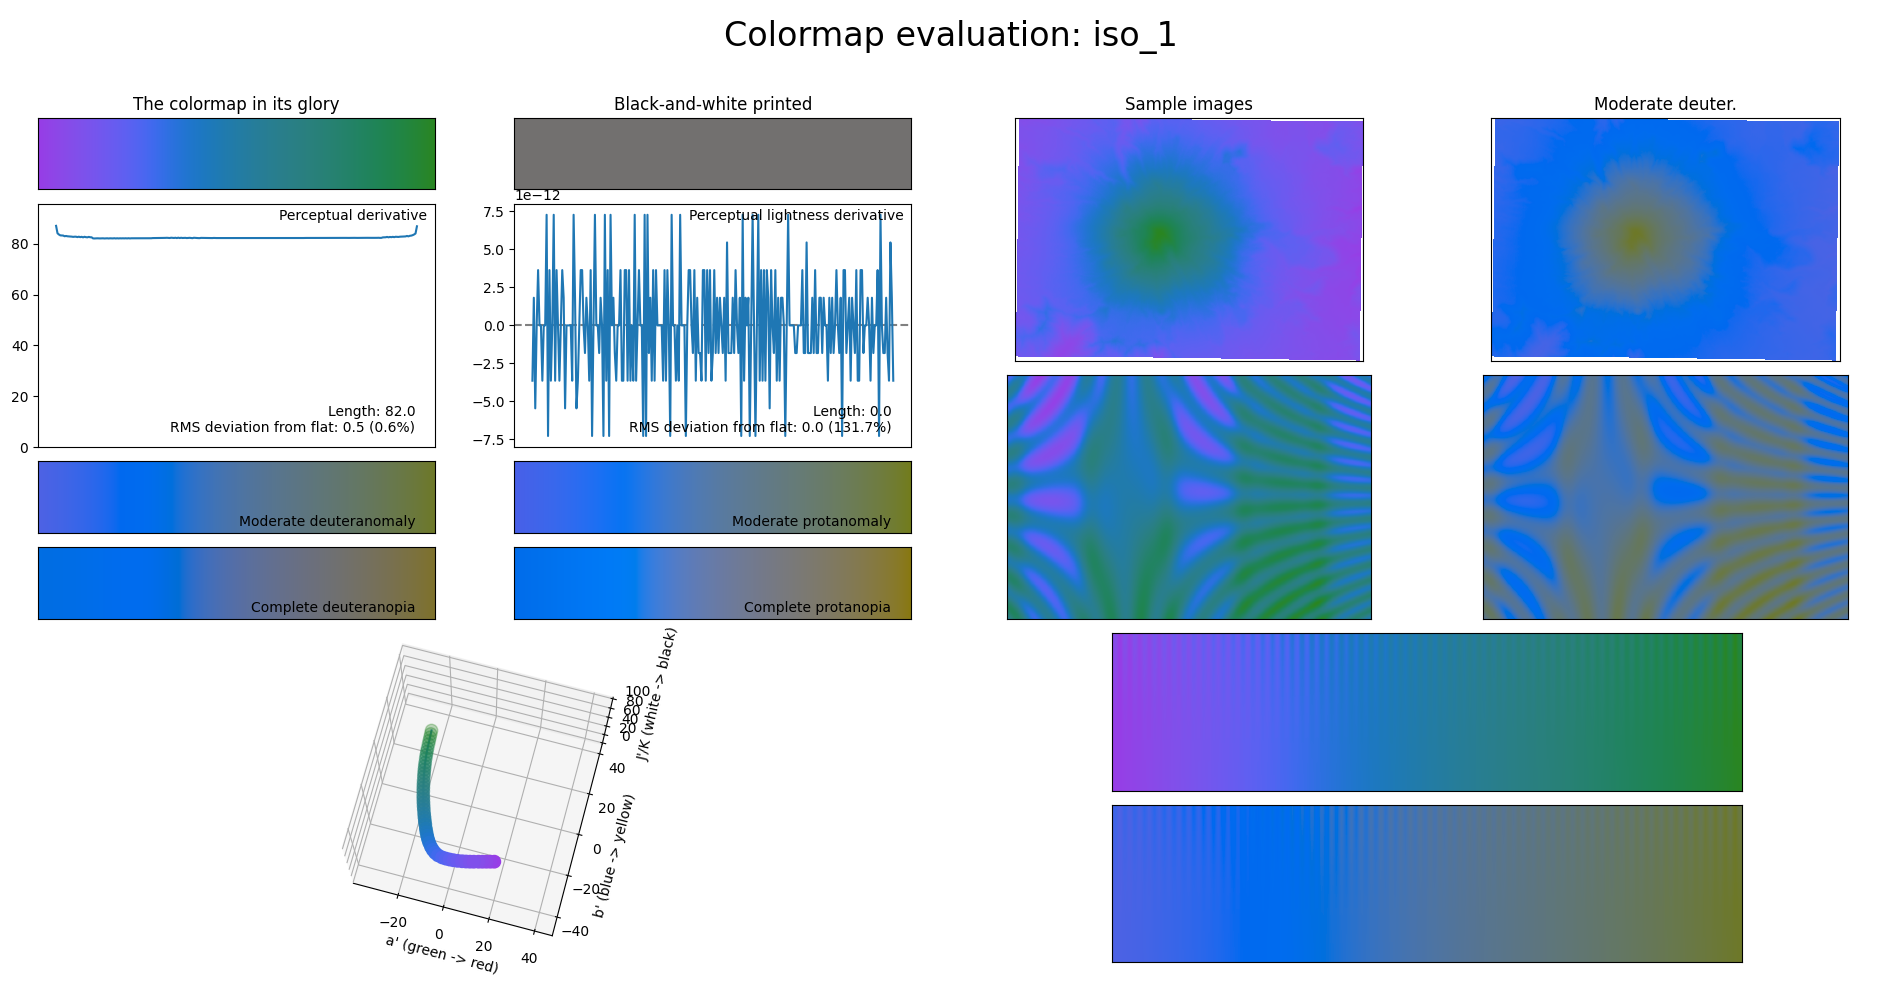 Colormap evaluation: iso_1
The colormap in its glory
Black-and-white printed
Sample images
Moderate deuter.
Perceptual derivative
80
60
40
20
0
Length: 82.0
RMS deviation from flat: 0.5 (0.6%)
1e−12
Perceptual lightness derivative
7.5
5.0
2.5
0.0
−2.5
−5.0
−7.5
Length: 0.0
RMS deviation from flat: 0.0 (131.7%)
Moderate deuteranomaly
Moderate protanomaly
Complete deuteranopia
Complete protanopia
J'/K (white -> black)
100
80
60
40
20
0
b' (blue -> yellow)
40
20
0
−20
−40
−20
0
20
40
a' (green -> red)